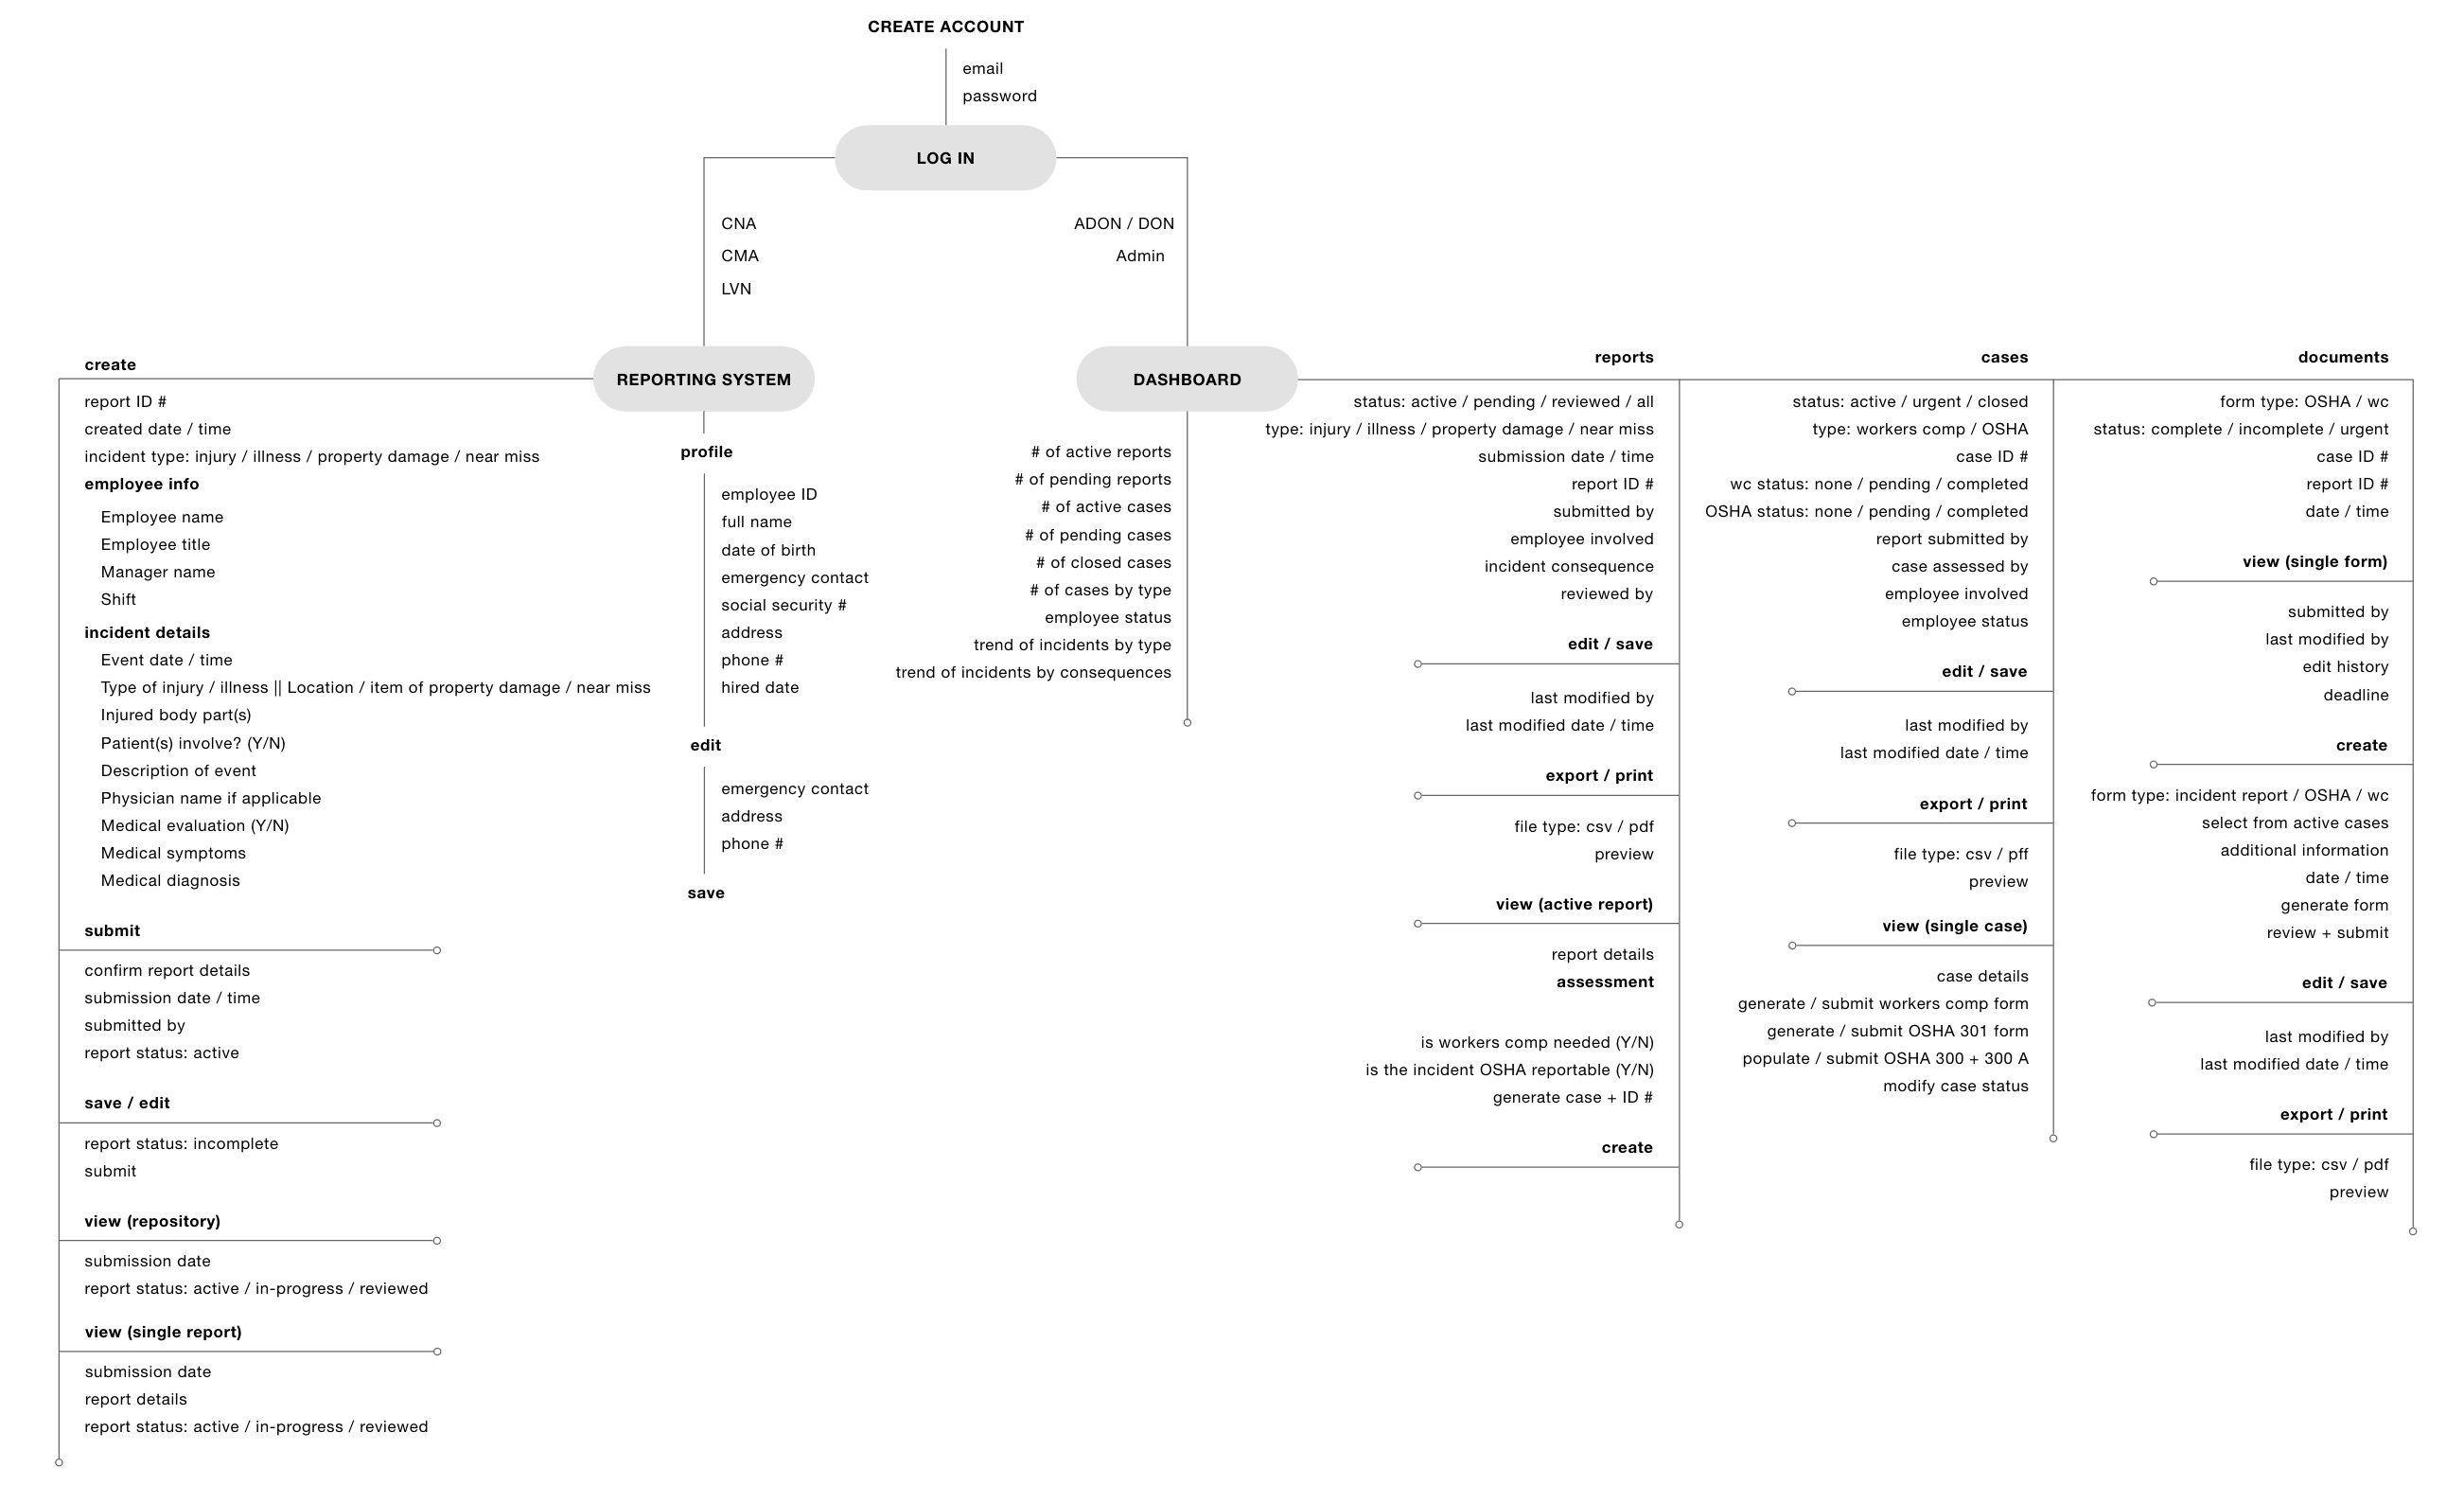 CREATE ACCOUNT
email
password
LOG IN
CNA
CMA
LVN
ADON / DON
Admin
REPORTING SYSTEM
create
report ID #
created date / time
incident type: injury / illness / property damage / near miss
employee info
Employee name
Employee title
Manager name
Shift
incident details
Event date / time
Type of injury / illness || Location / item of property damage / near miss
Injured body part(s)
Patient(s) involve? (Y/N)
Description of event
Physician name if applicable
Medical evaluation (Y/N)
Medical symptoms
Medical diagnosis
submit
confirm report details
submission date / time
submitted by
report status: active
save / edit
report status: incomplete
submit
view (repository)
submission date
report status: active / in-progress / reviewed
view (single report)
submission date
report details
report status: active / in-progress / reviewed
profile
employee ID
full name
date of birth
emergency contact
social security #
address
phone #
hired date
edit
emergency contact
address
phone #
save
DASHBOARD
# of active reports
# of pending reports
# of active cases
# of pending cases
# of closed cases
# of cases by type
employee status
trend of incidents by type
trend of incidents by consequences
reports
status: active / pending / reviewed / all
type: injury / illness / property damage / near miss
submission date / time
report ID #
submitted by
employee involved
incident consequence
reviewed by
edit / save
last modified by
last modified date / time
export / print
file type: csv / pdf
preview
view (active report)
report details
assessment
is workers comp needed (Y/N)
is the incident OSHA reportable (Y/N)
generate case + ID #
create
cases
status: active / urgent / closed
type: workers comp / OSHA
case ID #
wc status: none / pending / completed
OSHA status: none / pending / completed
report submitted by
case assessed by
employee involved
employee status
edit / save
last modified by
last modified date / time
export / print
file type: csv / pff
preview
view (single case)
case details
generate / submit workers comp form
generate / submit OSHA 301 form
populate / submit OSHA 300 + 300 A
modify case status
documents
form type: OSHA / wc
status: complete / incomplete / urgent
case ID #
report ID #
date / time
view (single form)
submitted by
last modified by
edit history
deadline
create
form type: incident report / OSHA / wc
select from active cases
additional information
date / time
generate form
review + submit
edit / save
last modified by
last modified date / time
export / print
file type: csv / pdf
preview